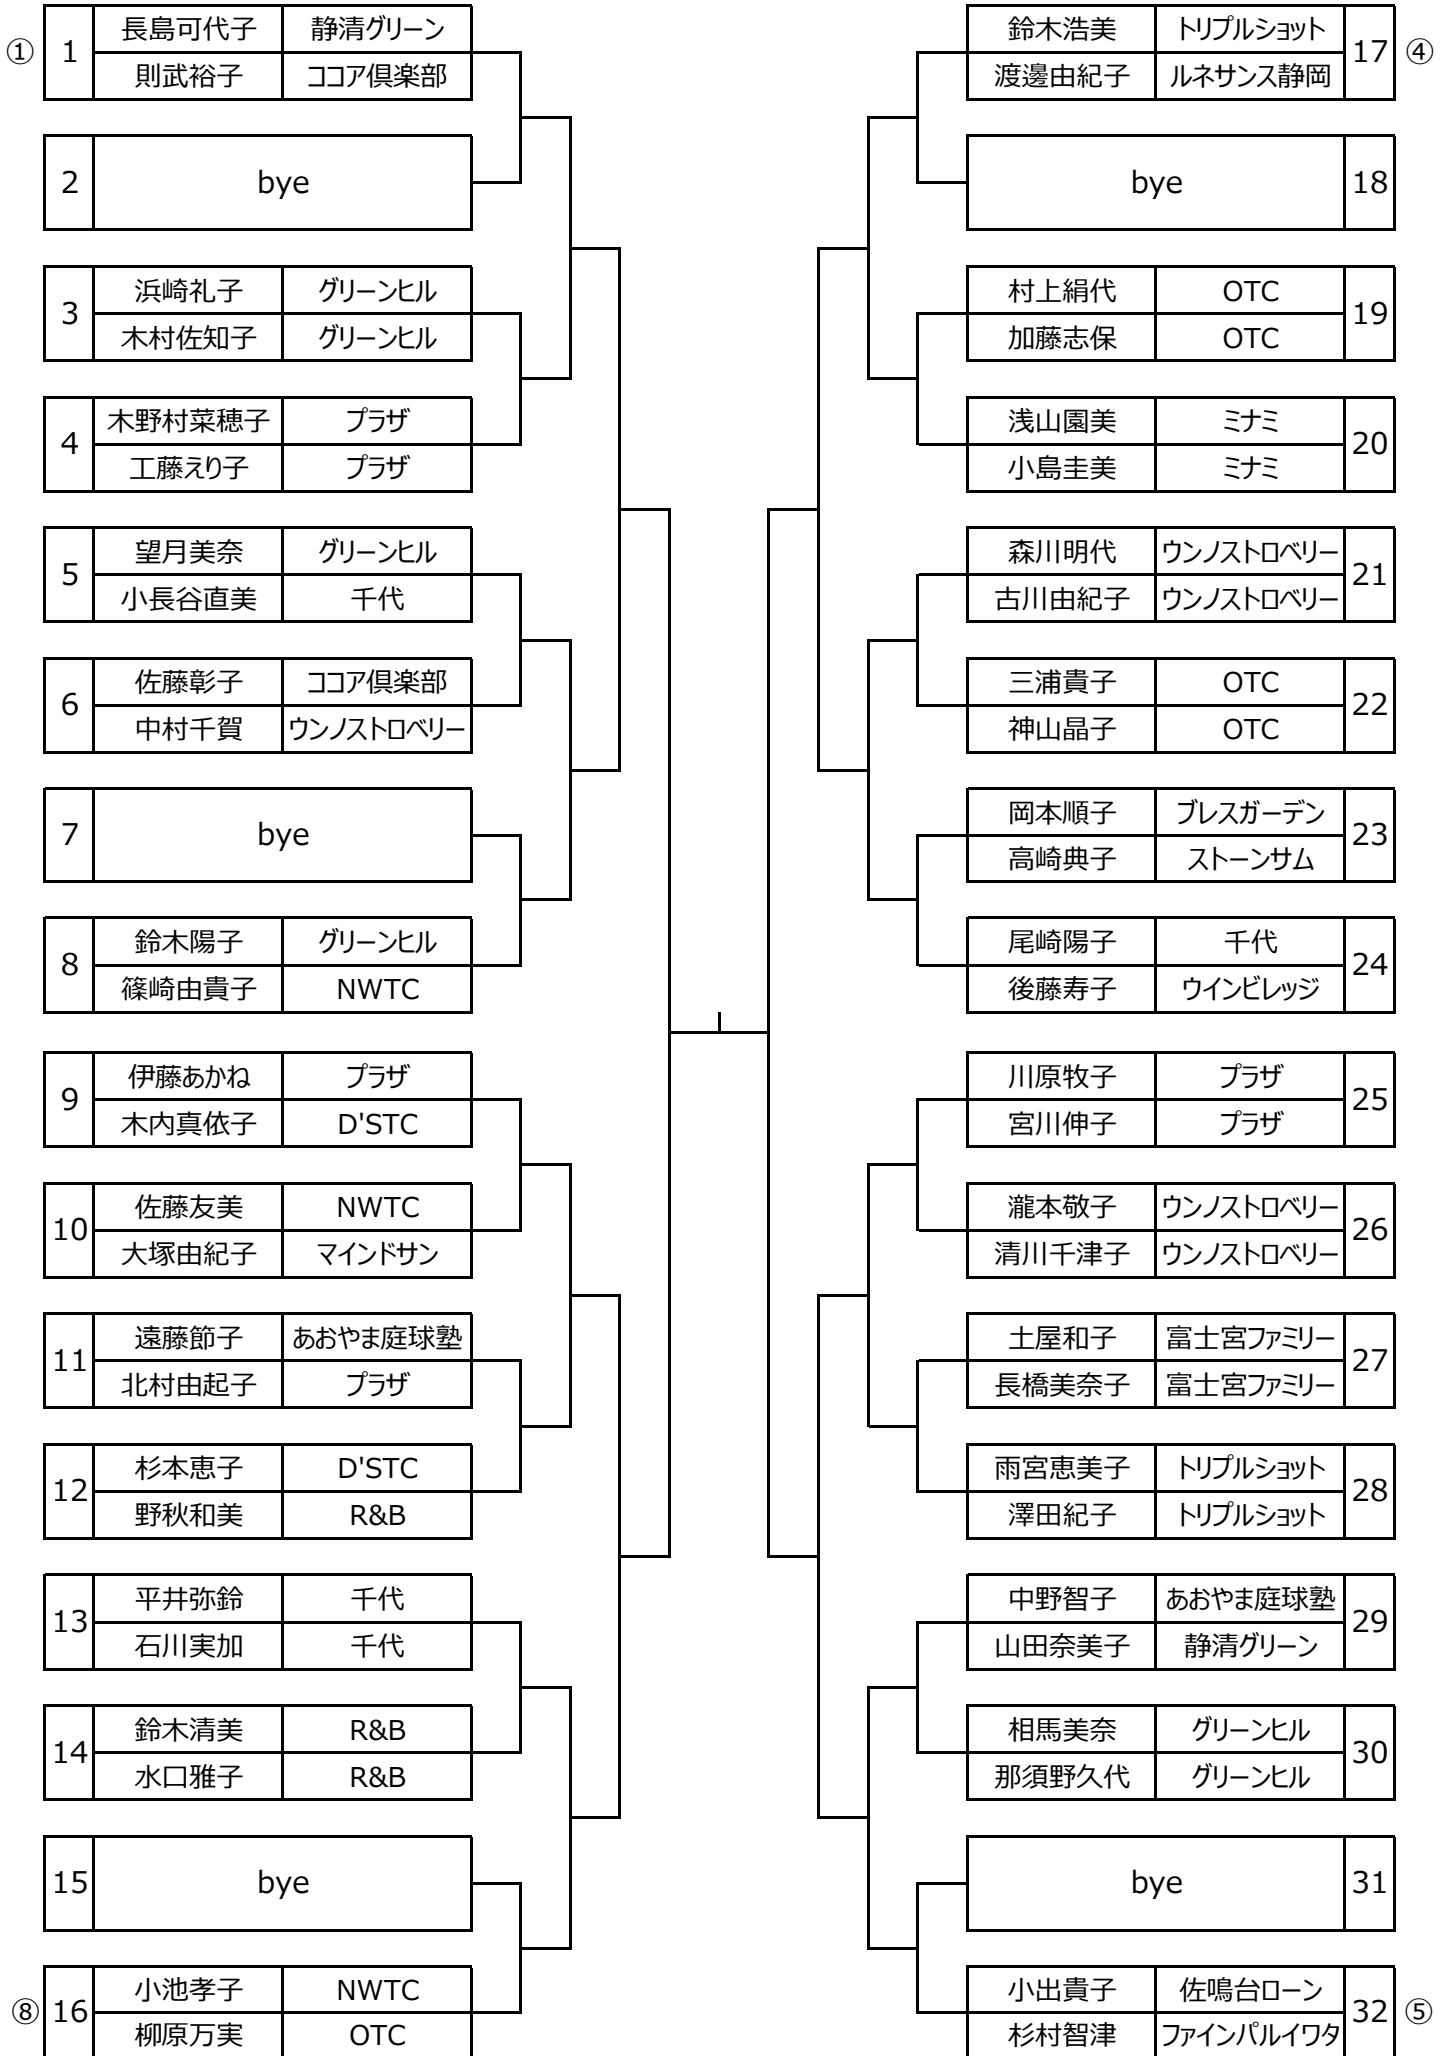 ① 1 長島可代子 静清グリーン
則武裕子 ココア倶楽部
2 bye
3 浜崎礼子 グリーンヒル
木村佐知子 グリーンヒル
4 木野村菜穂子 プラザ
工藤えり子 プラザ
5 望月美奈 グリーンヒル
小長谷直美 千代
6 佐藤彰子 ココア倶楽部
中村千賀 ウンノストロベリー
7 bye
8 鈴木陽子 グリーンヒル
篠崎由貴子 NWTC
9 伊藤あかね プラザ
木内真依子 D'STC
10 佐藤友美 NWTC
大塚由紀子 マインドサン
11 遠藤節子 あおやま庭球塾
北村由起子 プラザ
12 杉本恵子 D'STC
野秋和美 R&B
13 平井弥鈴 千代
石川実加 千代
14 鈴木清美 R&B
水口雅子 R&B
15 bye
⑧ 16 小池孝子 NWTC
柳原万実 OTC
鈴木浩美 トリプルショット 17 ④
渡邊由紀子 ルネサンス静岡
bye 18
村上絹代 OTC 19
加藤志保 OTC
浅山園美 ミナミ 20
小島圭美 ミナミ
森川明代 ウンノストロベリー 21
古川由紀子 ウンノストロベリー
三浦貴子 OTC 22
神山晶子 OTC
岡本順子 ブレスガーデン 23
高崎典子 ストーンサム
尾崎陽子 千代 24
後藤寿子 ウインビレッジ
川原牧子 プラザ 25
宮川伸子 プラザ
瀧本敬子 ウンノストロベリー 26
清川千津子 ウンノストロベリー
土屋和子 富士宮ファミリー 27
長橋美奈子 富士宮ファミリー
雨宮恵美子 トリプルショット 28
澤田紀子 トリプルショット
中野智子 あおやま庭球塾 29
山田奈美子 静清グリーン
相馬美奈 グリーンヒル 30
那須野久代 グリーンヒル
bye 31
小出貴子 佐鳴台ローン 32 ⑤
杉村智津 ファインパルイワタ